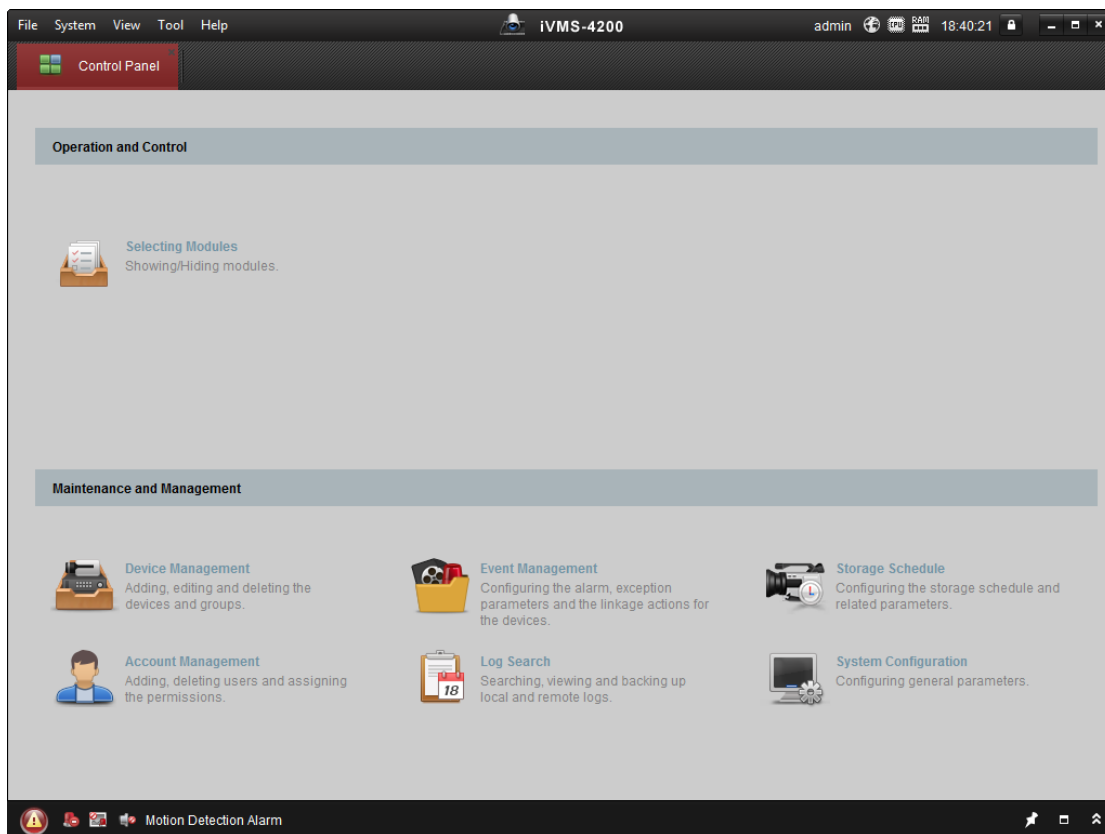 File System View Tool Help iVMS-4200 admin CPU RAM 18:40:21
Control Panel
Operation and Control
Selecting Modules
Showing/Hiding modules.
Maintenance and Management
Device Management
Adding, editing and deleting the
devices and groups.
Event Management
Configuring the alarm, exception
parameters and the linkage actions for
the devices.
Storage Schedule
Configuring the storage schedule and
related parameters.
Account Management
Adding, deleting users and assigning
the permissions.
18
Log Search
Searching, viewing and backing up
local and remote logs.
System Configuration
Configuring general parameters.
Motion Detection Alarm